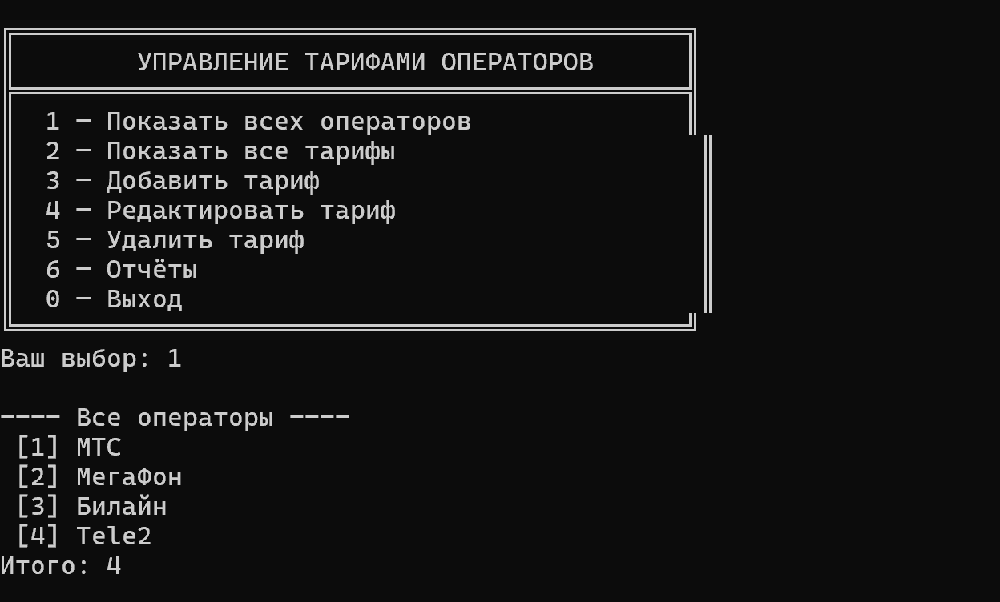 УПРАВЛЕНИЕ ТАРИФАМИ ОПЕРАТОРОВ
1 — Показать всех операторов
2 — Показать все тарифы
3 — Добавить тариф
4 — Редактировать тариф
5 — Удалить тариф
6 — Отчёты
0 — Выход
Ваш выбор: 1
---- Все операторы ----
[1] МТС
[2] МегаФон
[3] Билайн
[4] Tele2
Итого: 4